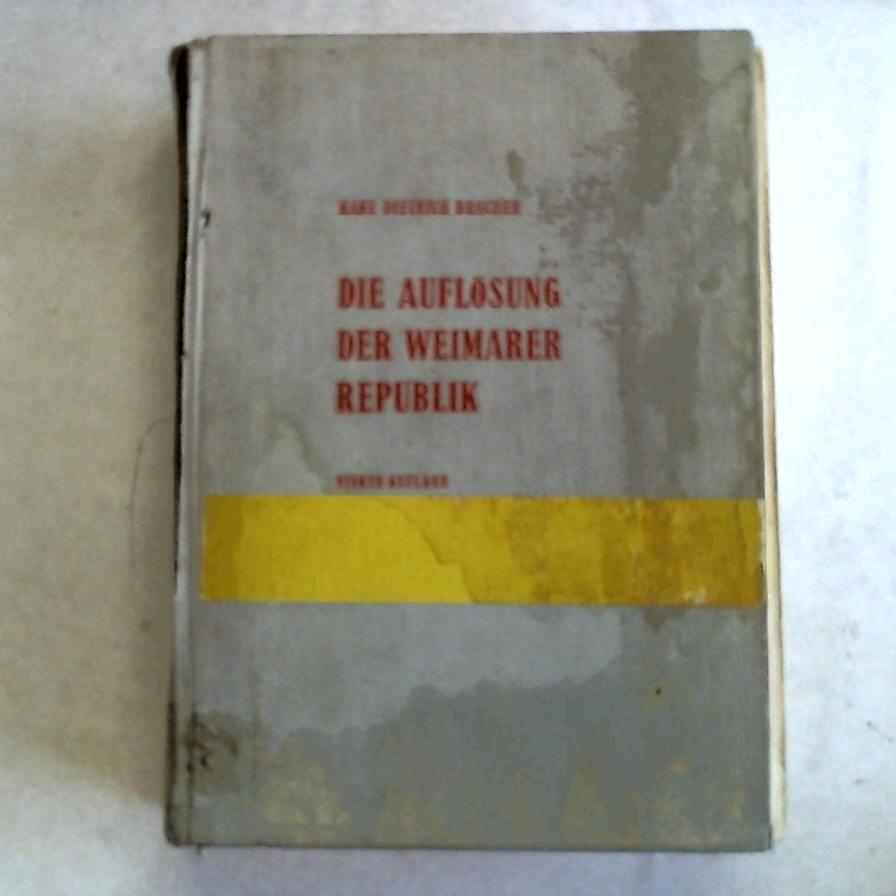 KARL DIETRICH BRACHER
DIE AUFLÖSUNG
DER WEIMARER
REPUBLIK
VIERTE AUFLAGE